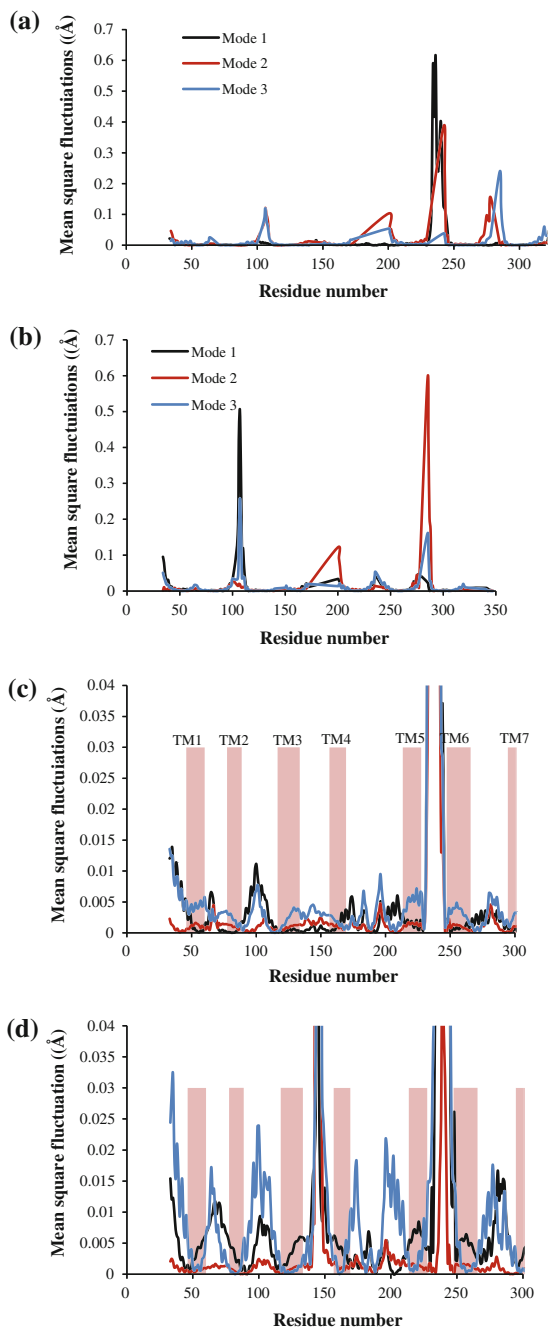 (a)
Mean square fluctuiations ((Å)
0.7
0.6
0.5
0.4
0.3
0.2
0.1
0
Mode 1
Mode 2
Mode 3
0 50 100 150 200 250 300
Residue number
(b)
Mean square fluctuiations ((Å)
0.7
0.6
0.5
0.4
0.3
0.2
0.1
0
Mode 1
Mode 2
Mode 3
0 50 100 150 200 250 300 350
Residue number
(c)
Mean square fluctuiations (Å)
0.04
0.035
0.03
0.025
0.02
0.015
0.01
0.005
0
TM1 TM2 TM3 TM4 TM5 TM6 TM7
0 50 100 150 200 250 300
Residue number
(d)
Mean square fluctuation ((Å)
0.04
0.035
0.03
0.025
0.02
0.015
0.01
0.005
0
0 50 100 150 200 250 300
Residue number